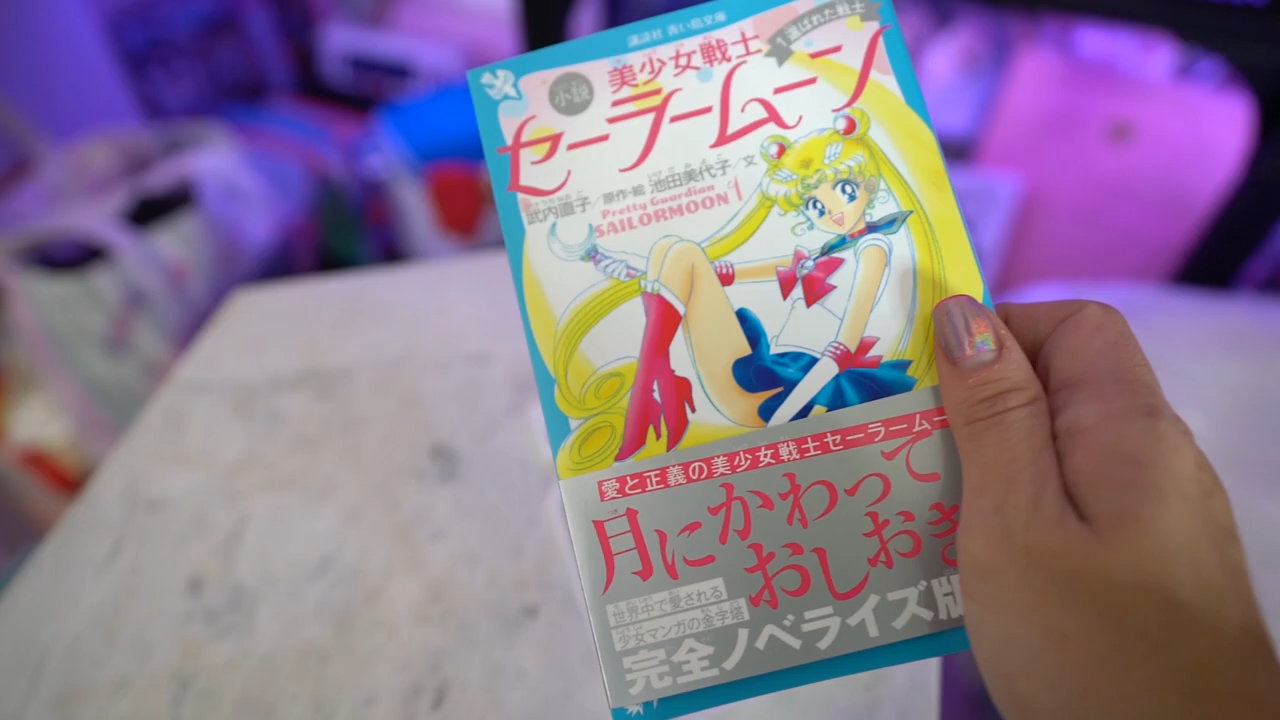 講談社 青い鳥文庫
小説
美少女戦士
セーラームーン
1 選ばれた戦士
武内直子/原作・絵 池田美代子/文
Pretty Guardian
SAILORMOON 1
愛と正義の美少女戦士セーラームー
月にかわって
おしおき
世界中で愛される
少女マンガの金字塔
完全ノベライズ版